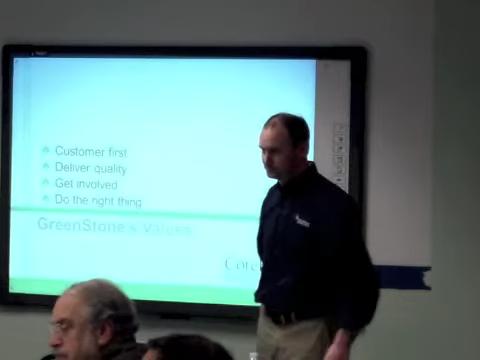 Customer first
Deliver quality
Get involved
Do the right thing
GreenStone's Values